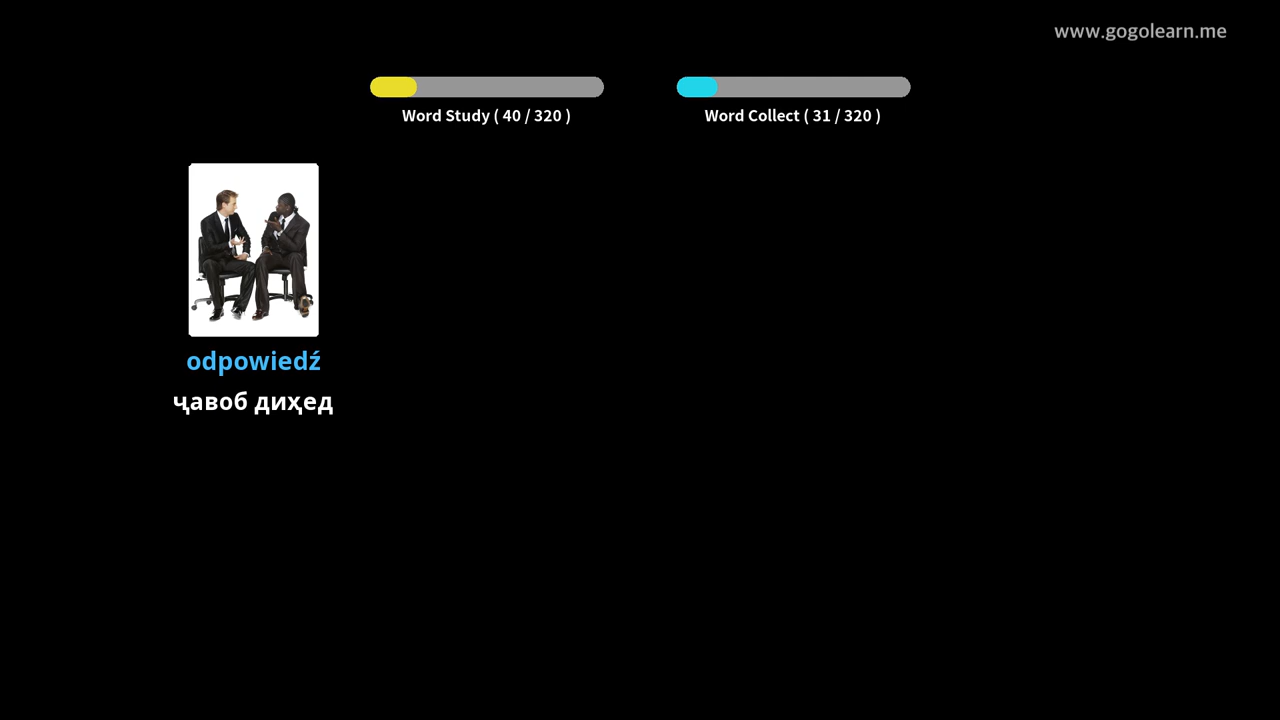 www.gogolearn.me
Word Study ( 40 / 320 )
Word Collect ( 31 / 320 )
odpowiedź
ҷавоб диҳед